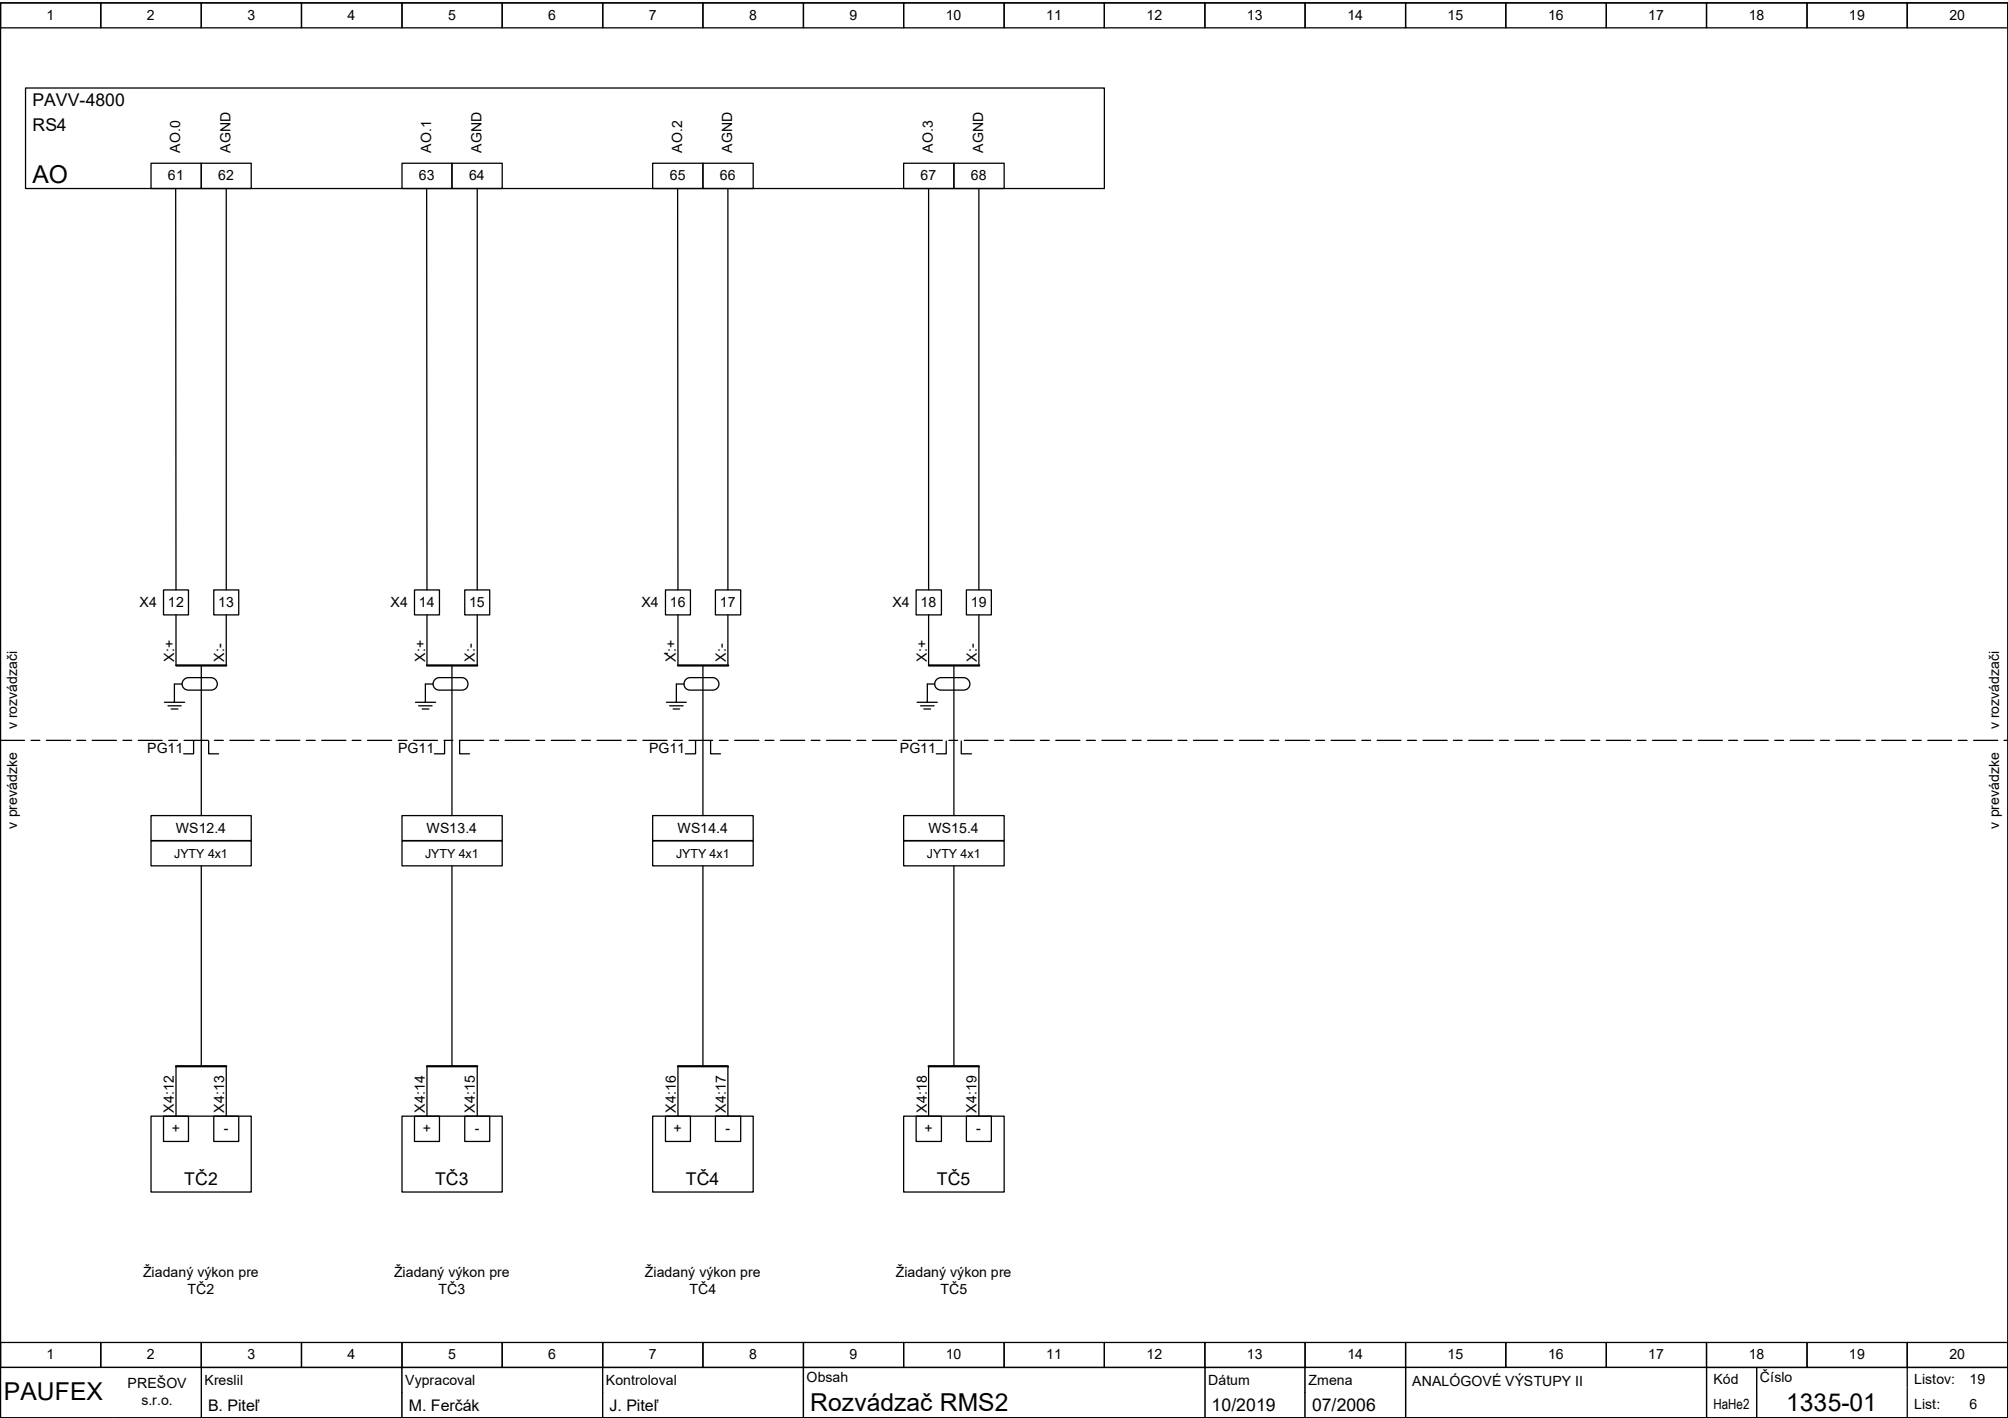 1 2 3 4 5 6 7 8 9 10 11 12 13 14 15 16 17 18 19 20
PAVV-4800
RS4
AO
AO.0 AGND AO.1 AGND AO.2 AGND AO.3 AGND
61 62 63 64 65 66 67 68
X4 12 13 X4 14 15 X4 16 17 X4 18 19
X:+ X:- X:+ X:- X:+ X:- X:+ X:-
v rozvádzači v rozvádzači
PG11 PG11 PG11 PG11
v prevádzke v prevádzke
WS12.4 WS13.4 WS14.4 WS15.4
JYTY 4x1 JYTY 4x1 JYTY 4x1 JYTY 4x1
X4:12 X4:13 X4:14 X4:15 X4:16 X4:17 X4:18 X4:19
+ - + - + - + -
TČ2 TČ3 TČ4 TČ5
Žiadaný výkon pre Žiadaný výkon pre Žiadaný výkon pre Žiadaný výkon pre
TČ2 TČ3 TČ4 TČ5
1 2 3 4 5 6 7 8 9 10 11 12 13 14 15 16 17 18 19 20
PAUFEX
PREŠOV
s.r.o.
Kreslil
B. Piteľ
Vypracoval
M. Ferčák
Kontroloval
J. Piteľ
Obsah
Rozvádzač RMS2
Dátum
10/2019
Zmena
07/2006
ANALÓGOVÉ VÝSTUPY II
Kód
HaHe2
Číslo
1335-01
Listov: 19
List: 6